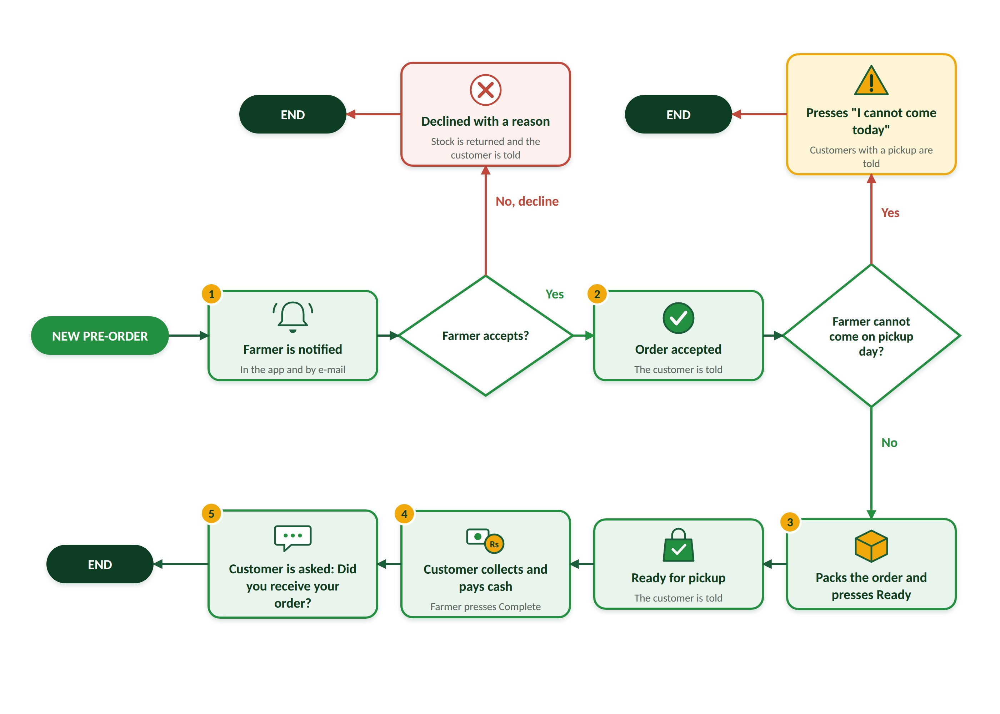 END
Declined with a reason
Stock is returned and the
customer is told
END
Presses "I cannot come
today"
Customers with a pickup are
told
No, decline
Yes
NEW PRE-ORDER
1
Farmer is notified
In the app and by e-mail
Farmer accepts?
Yes
2
Order accepted
The customer is told
Farmer cannot
come on pickup
day?
No
END
5
Customer is asked: Did
you receive your
order?
4
Rs
Customer collects and
pays cash
Farmer presses Complete
Ready for pickup
The customer is told
3
Packs the order and
presses Ready